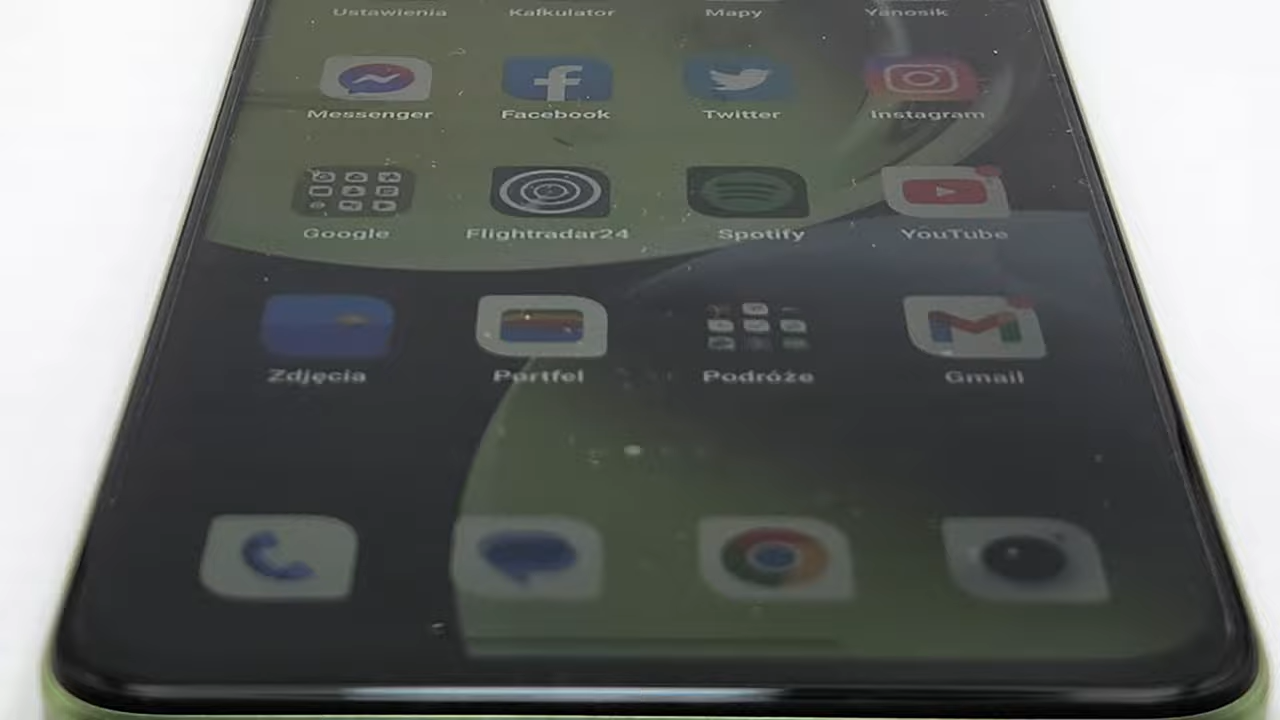 Ustawienia Kalkulator Mapy Yanosik
Messenger Facebook Twitter Instagram
Google Flightradar24 Spotify YouTube
Zdjęcia Portfel Podróże Gmail